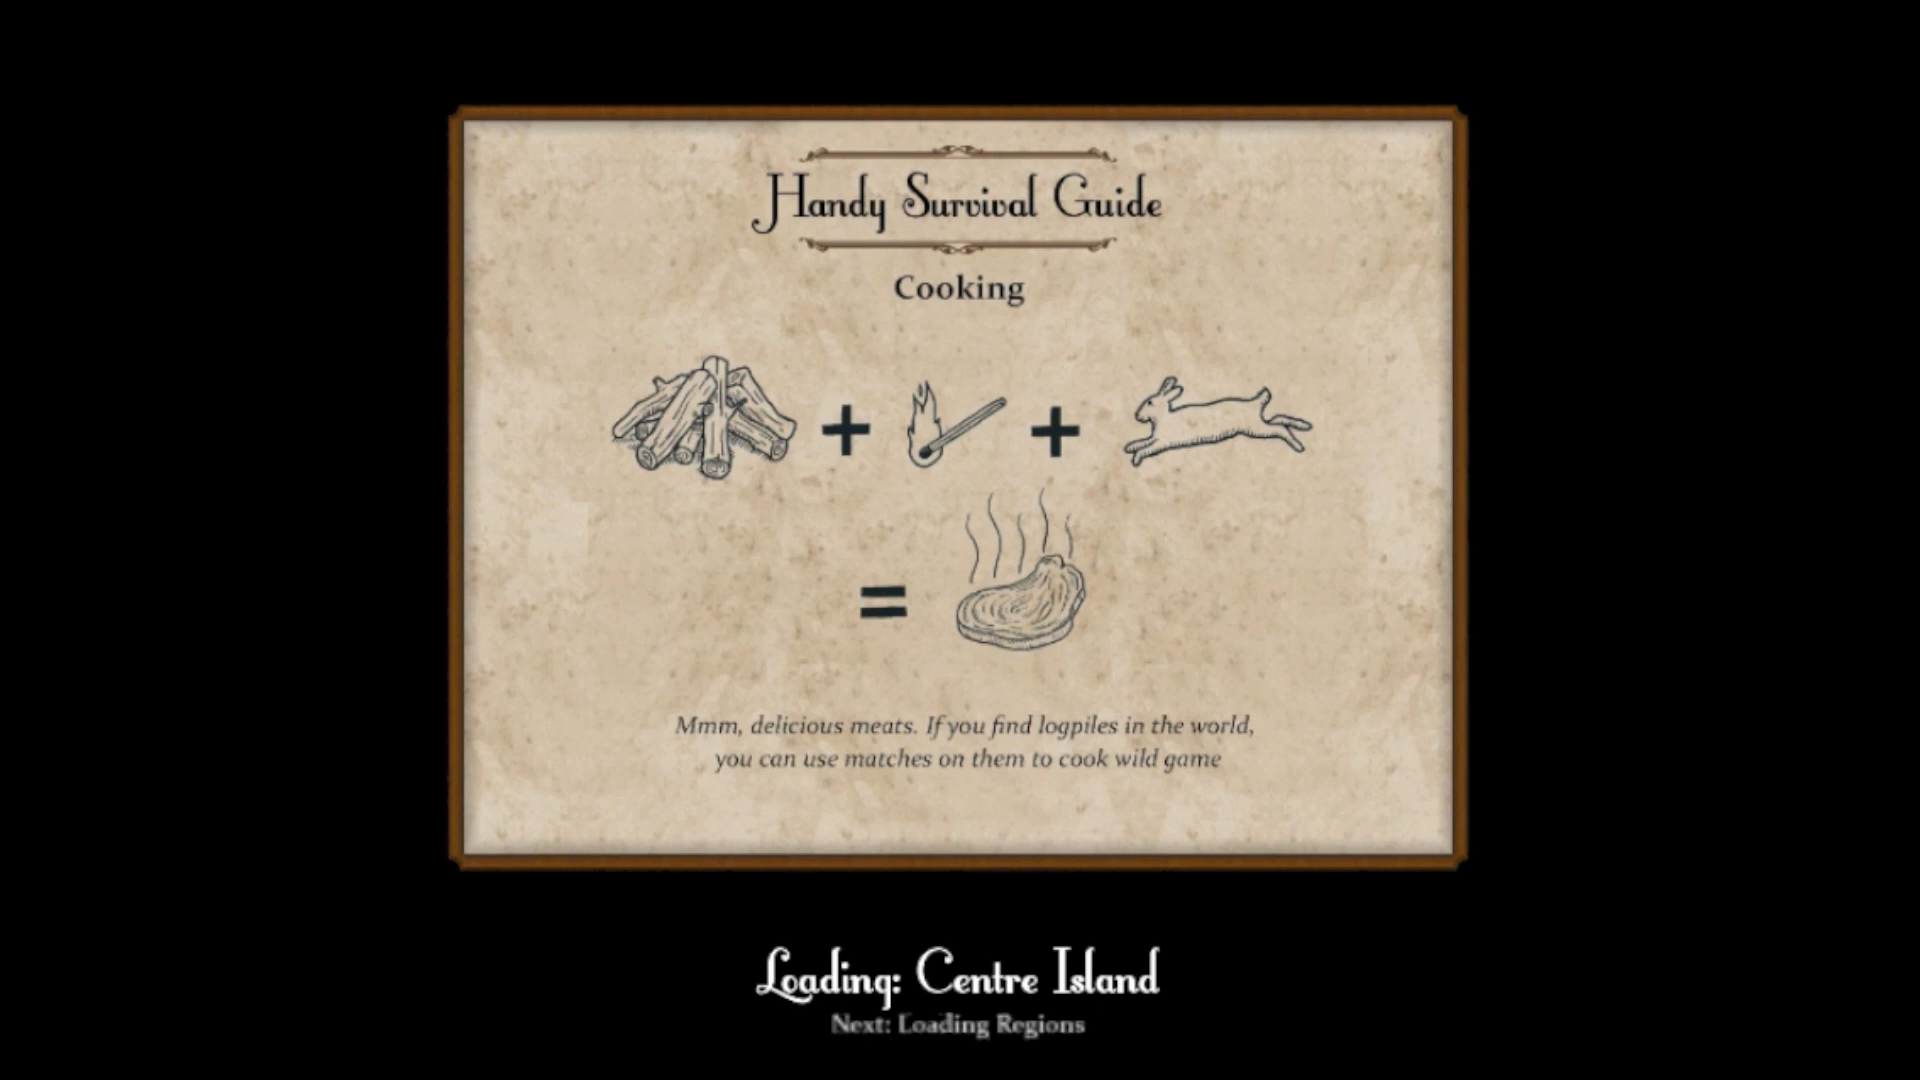 Handy Survival Guide
Cooking
+ +
=
Mmm, delicious meats. If you find logpiles in the world,
you can use matches on them to cook wild game
Loading: Centre Island
Next: Loading Regions